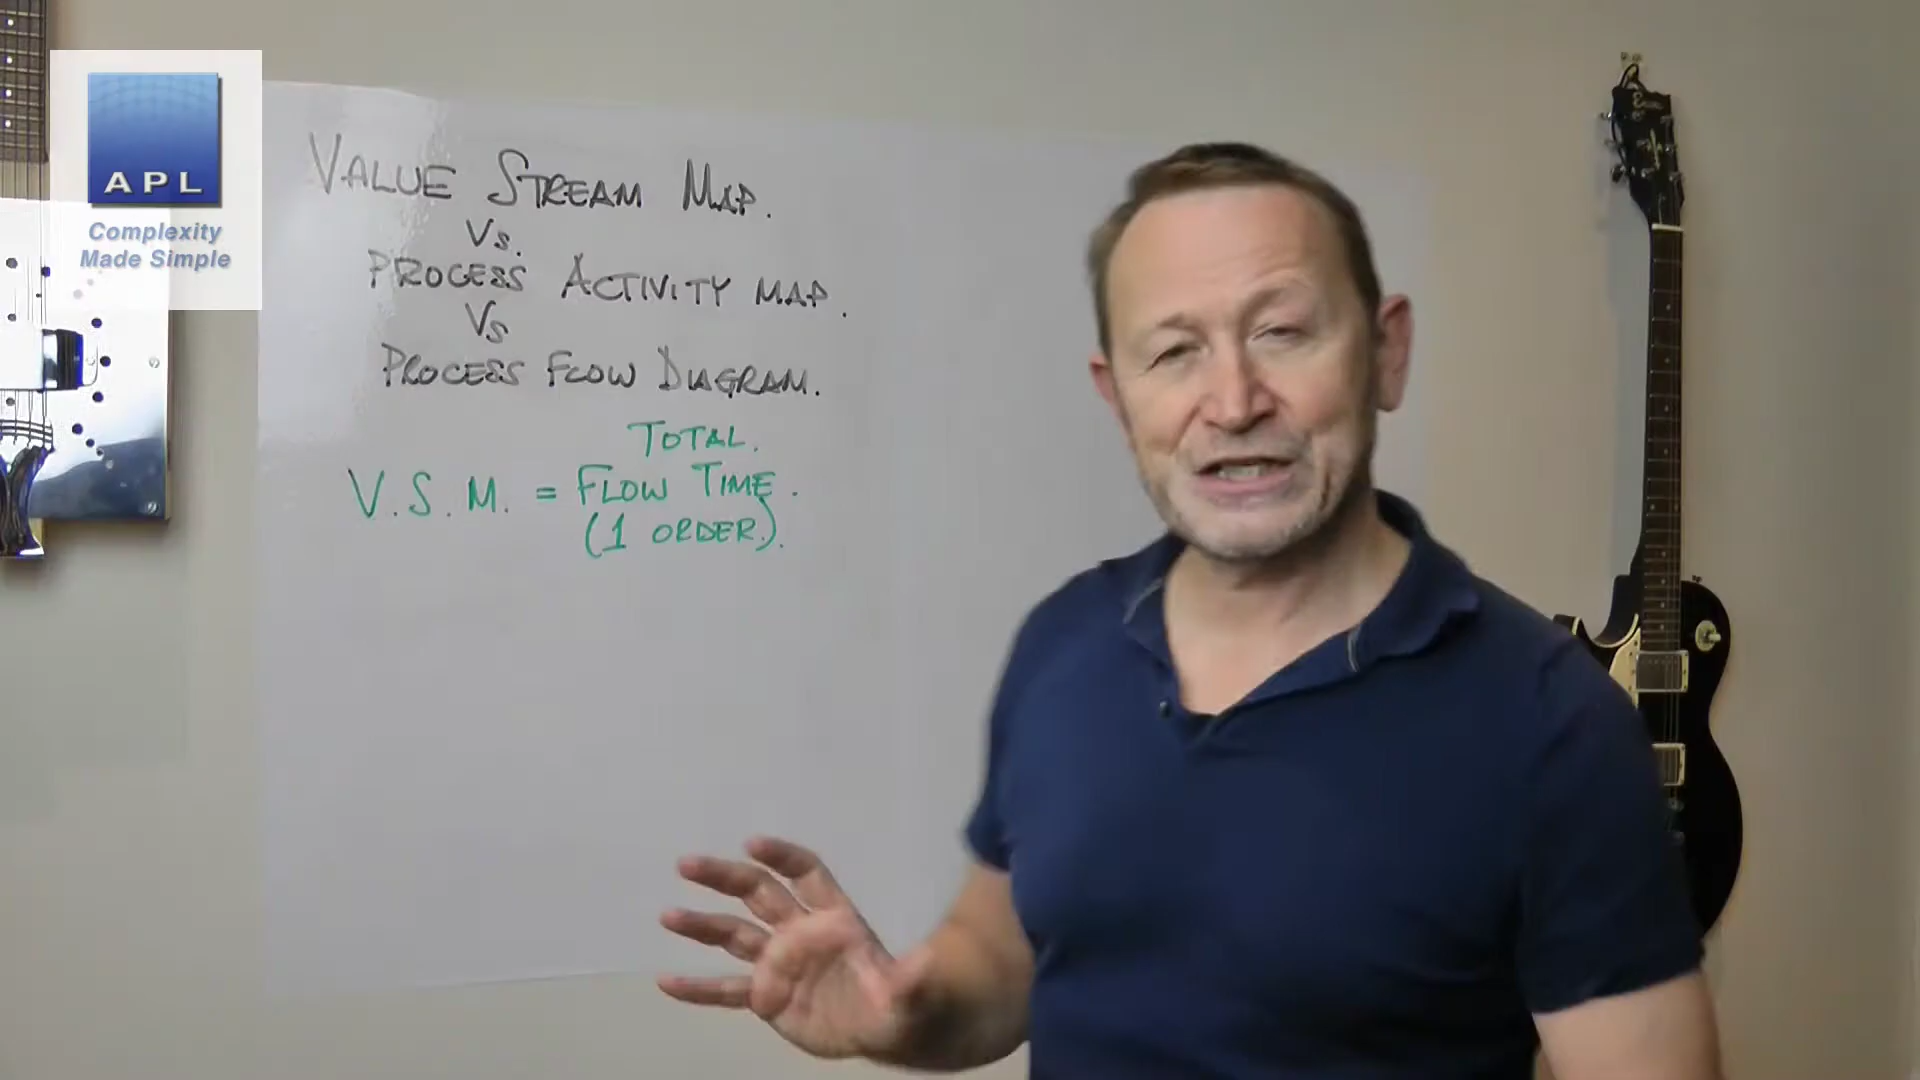 APL
Complexity
Made Simple
VALUE STREAM MAP.
Vs.
PROCESS ACTIVITY MAP.
Vs
PROCESS FLOW DIAGRAM.
TOTAL.
V.S.M. = FLOW TIME.
(1 ORDER.).